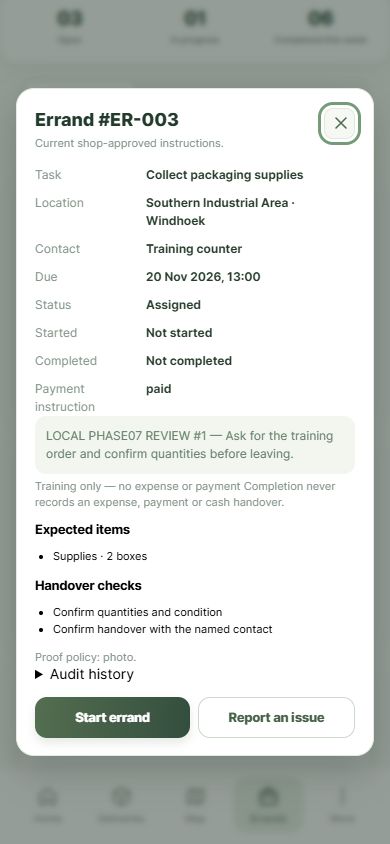 03 01 06
Errand #ER-003
Current shop-approved instructions.
Task Collect packaging supplies
Location Southern Industrial Area ·
Windhoek
Contact Training counter
Due 20 Nov 2026, 13:00
Status Assigned
Started Not started
Completed Not completed
Payment paid
instruction
LOCAL PHASE07 REVIEW #1 — Ask for the training
order and confirm quantities before leaving.
Training only — no expense or payment Completion never
records an expense, payment or cash handover.
Expected items
• Supplies · 2 boxes
Handover checks
• Confirm quantities and condition
• Confirm handover with the named contact
Proof policy: photo.
Audit history
Start errand Report an issue